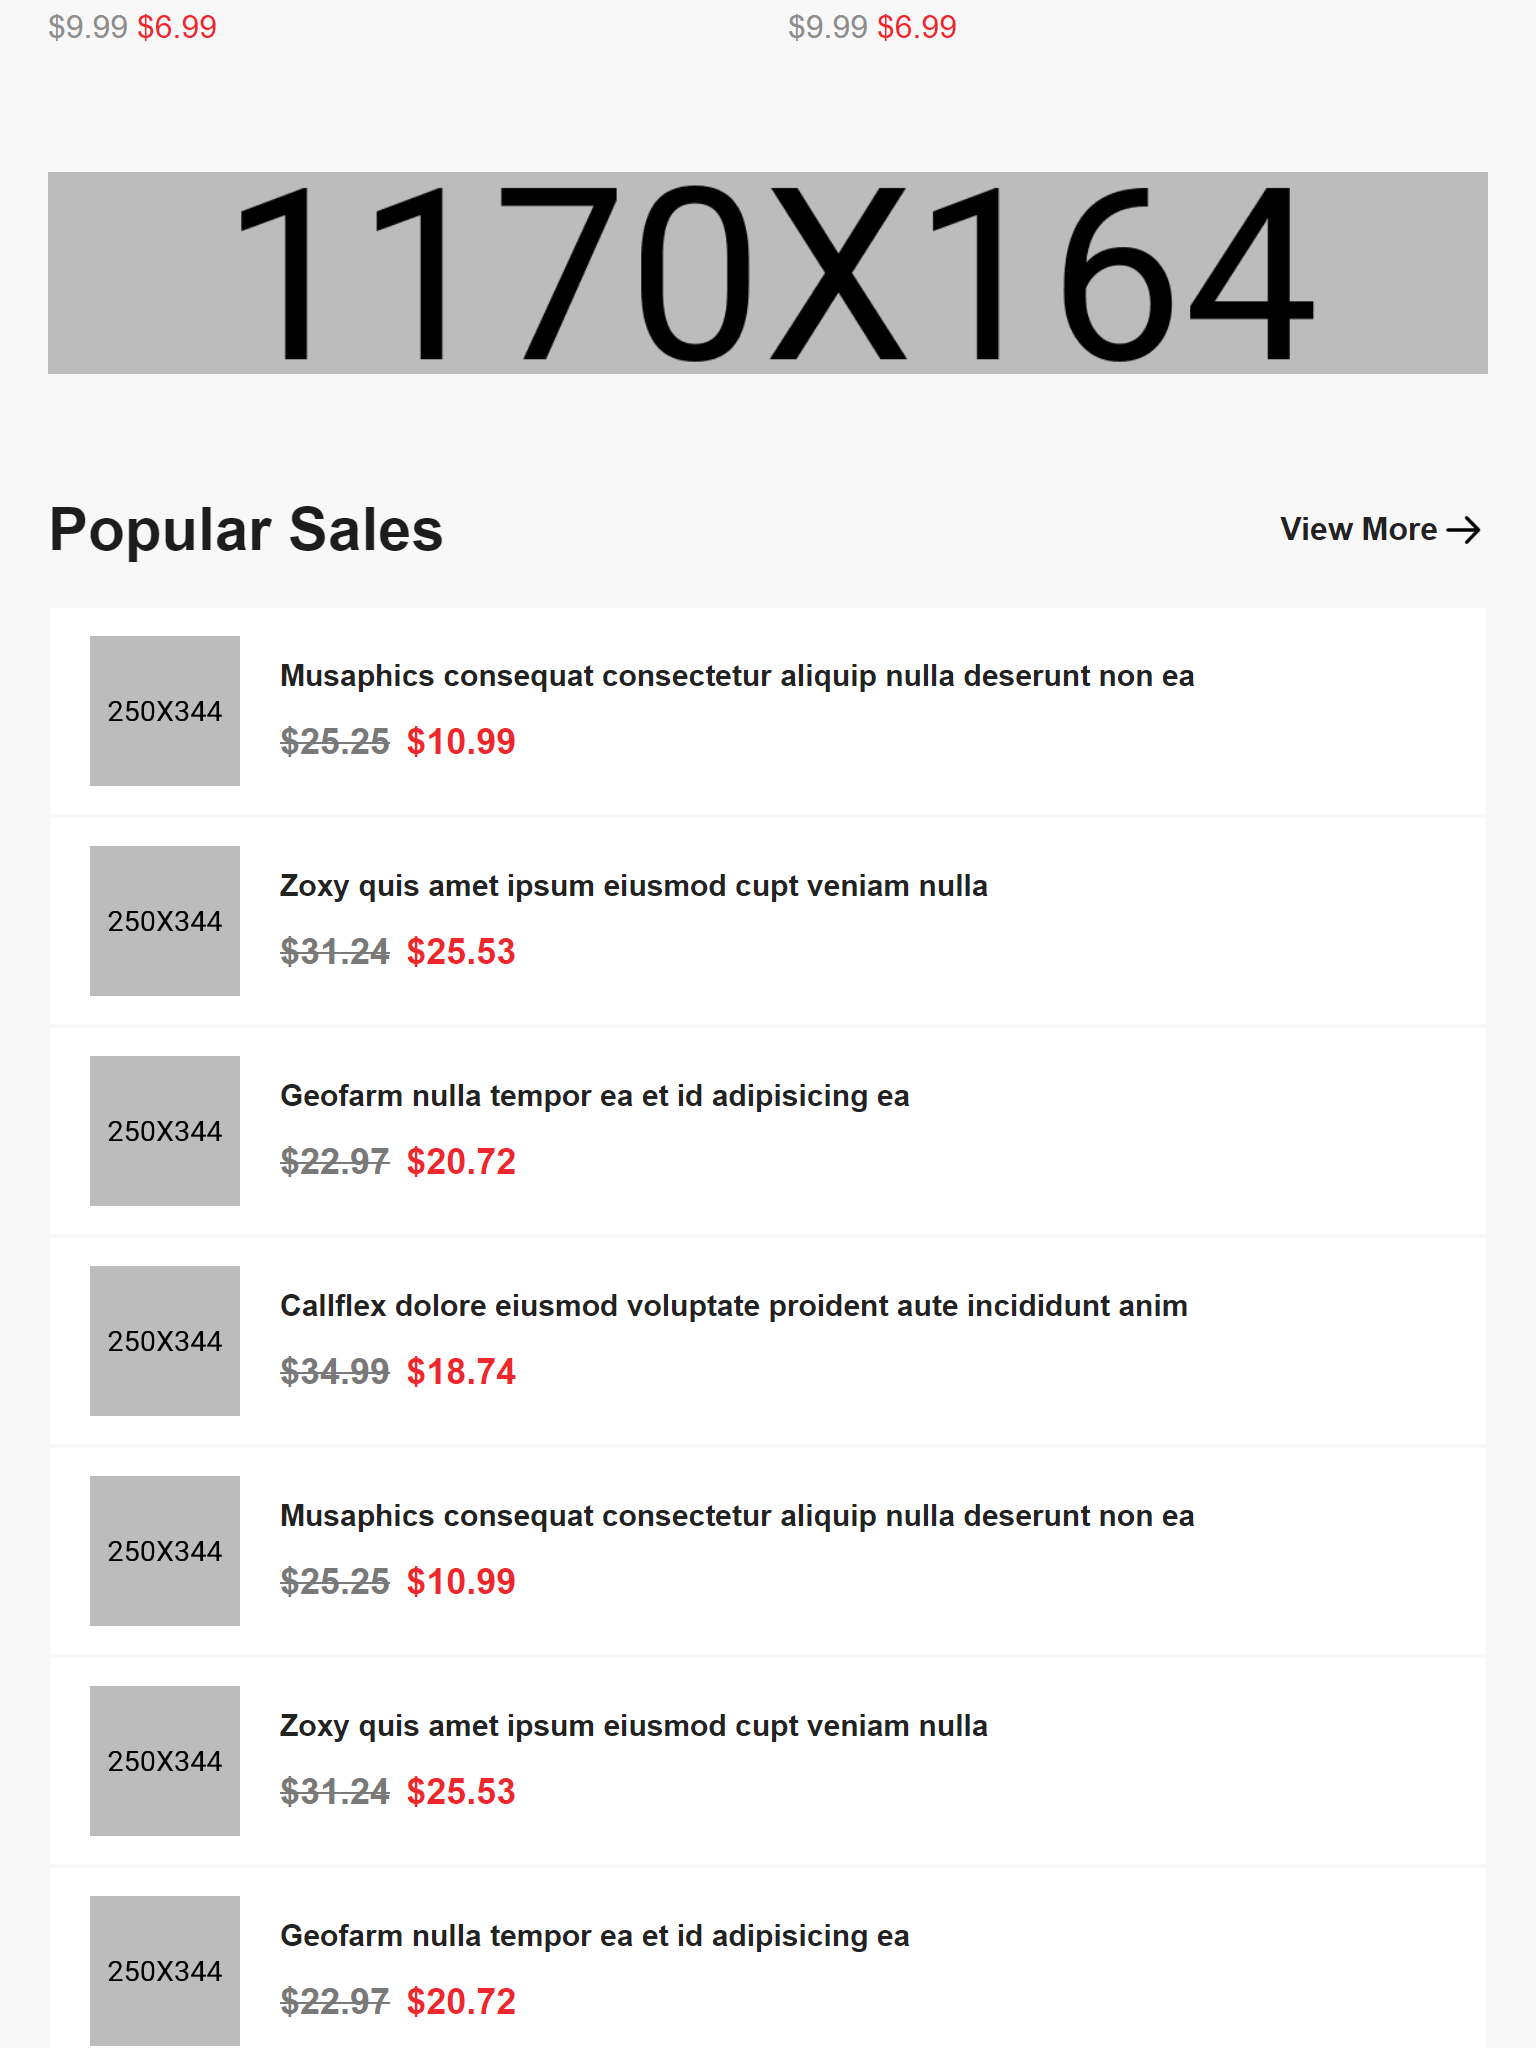 $9.99 $6.99 $9.99 $6.99
1170X164
Popular Sales View More
250X344
Musaphics consequat consectetur aliquip nulla deserunt non ea
$25.25 $10.99
250X344
Zoxy quis amet ipsum eiusmod cupt veniam nulla
$31.24 $25.53
250X344
Geofarm nulla tempor ea et id adipisicing ea
$22.97 $20.72
250X344
Callflex dolore eiusmod voluptate proident aute incididunt anim
$34.99 $18.74
250X344
Musaphics consequat consectetur aliquip nulla deserunt non ea
$25.25 $10.99
250X344
Zoxy quis amet ipsum eiusmod cupt veniam nulla
$31.24 $25.53
250X344
Geofarm nulla tempor ea et id adipisicing ea
$22.97 $20.72